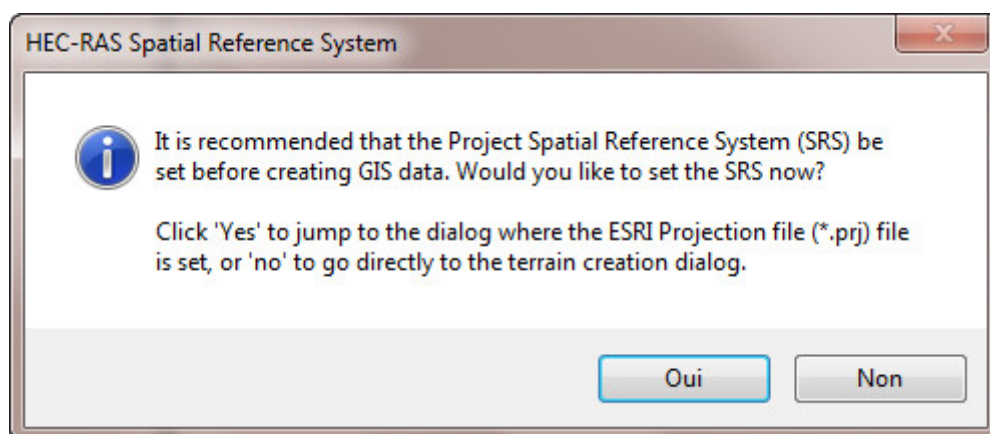 HEC-RAS Spatial Reference System
It is recommended that the Project Spatial Reference System (SRS) be
set before creating GIS data. Would you like to set the SRS now?
Click 'Yes' to jump to the dialog where the ESRI Projection file (*.prj) file
is set, or 'no' to go directly to the terrain creation dialog.
Oui Non